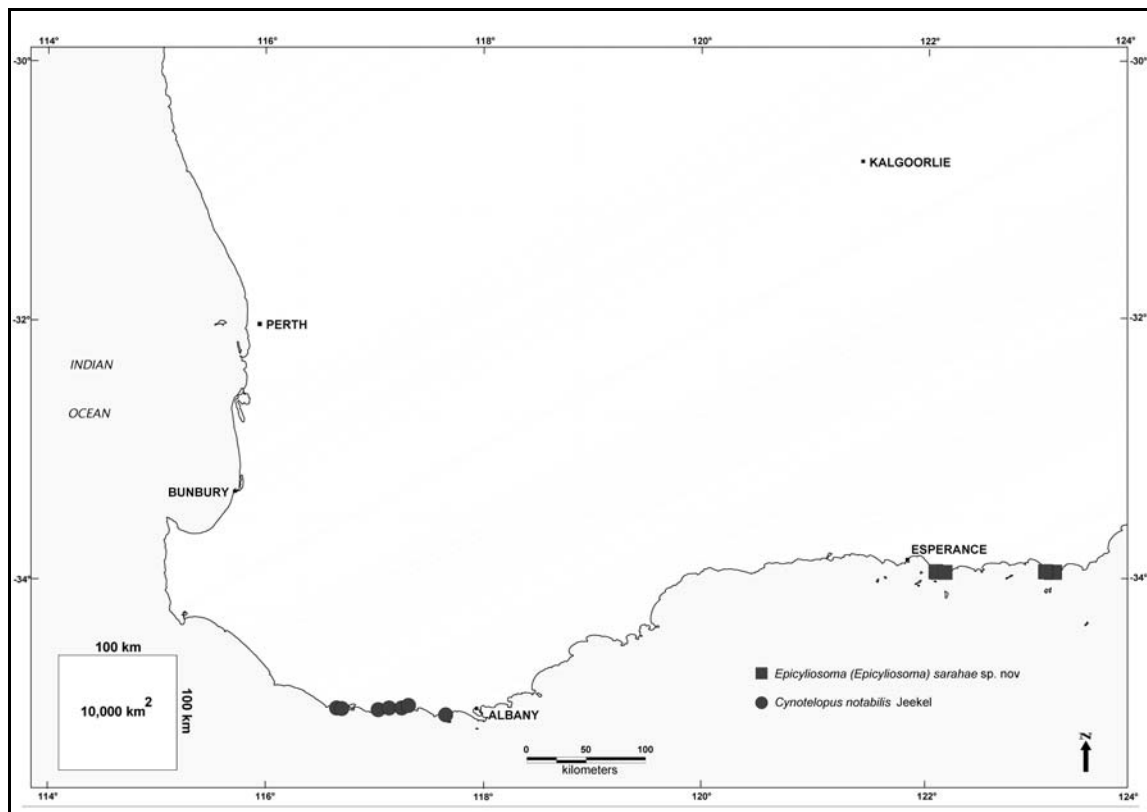 114° 116° 118° 120° 122° 124°
-30° -30°
KALGOORLIE
-32° -32°
PERTH
INDIAN
OCEAN
BUNBURY
ESPERANCE
-34° -34°
100 km
100 km
10,000 km2
Epicyliosoma (Epicyliosoma) sarahae sp. nov
Cynotelopus notabilis Jeekel
ALBANY
N
0 50 100
kilometers
114° 116° 118° 120° 122° 124°